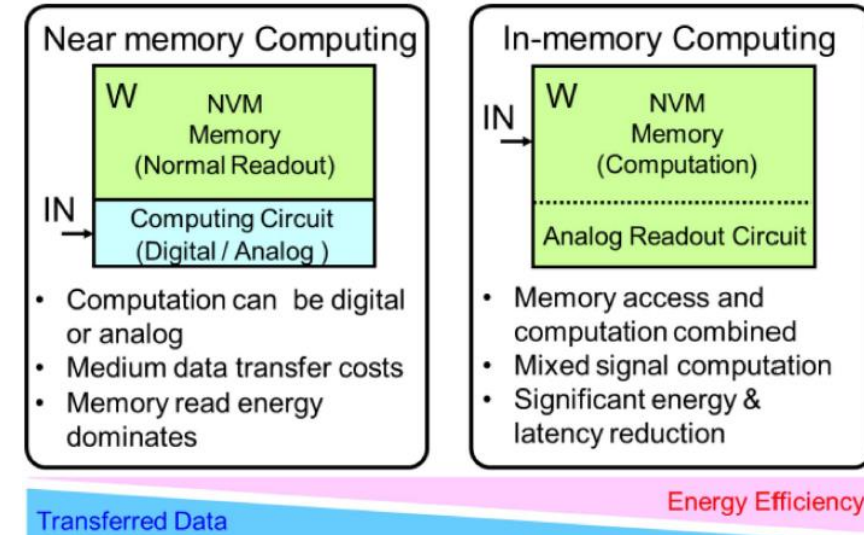 Near memory Computing
W
NVM
Memory
(Normal Readout)
IN
Computing Circuit
(Digital / Analog )
• Computation can be digital
or analog
• Medium data transfer costs
• Memory read energy
dominates
In-memory Computing
IN
W
NVM
Memory
(Computation)
Analog Readout Circuit
• Memory access and
computation combined
• Mixed signal computation
• Significant energy &
latency reduction
Energy Efficiency
Transferred Data